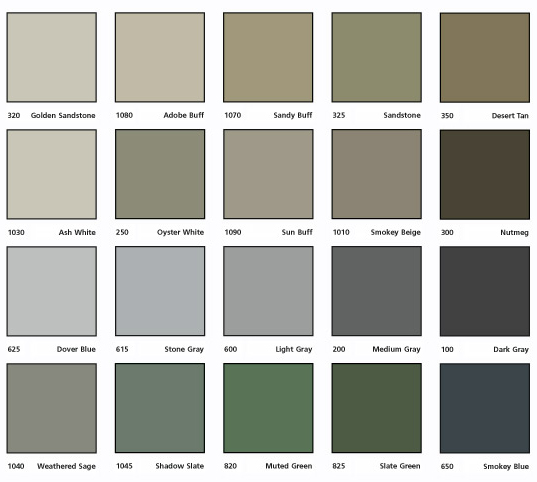 320 Golden Sandstone 1080 Adobe Buff 1070 Sandy Buff 325 Sandstone 350 Desert Tan
1030 Ash White 250 Oyster White 1090 Sun Buff 1010 Smokey Beige 300 Nutmeg
625 Dover Blue 615 Stone Gray 600 Light Gray 200 Medium Gray 100 Dark Gray
1040 Weathered Sage 1045 Shadow Slate 820 Muted Green 825 Slate Green 650 Smokey Blue